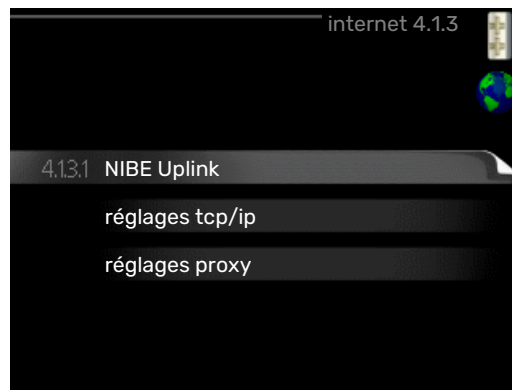 internet 4.1.3
4.1.3.1 NIBE Uplink
réglages tcp/ip
réglages proxy